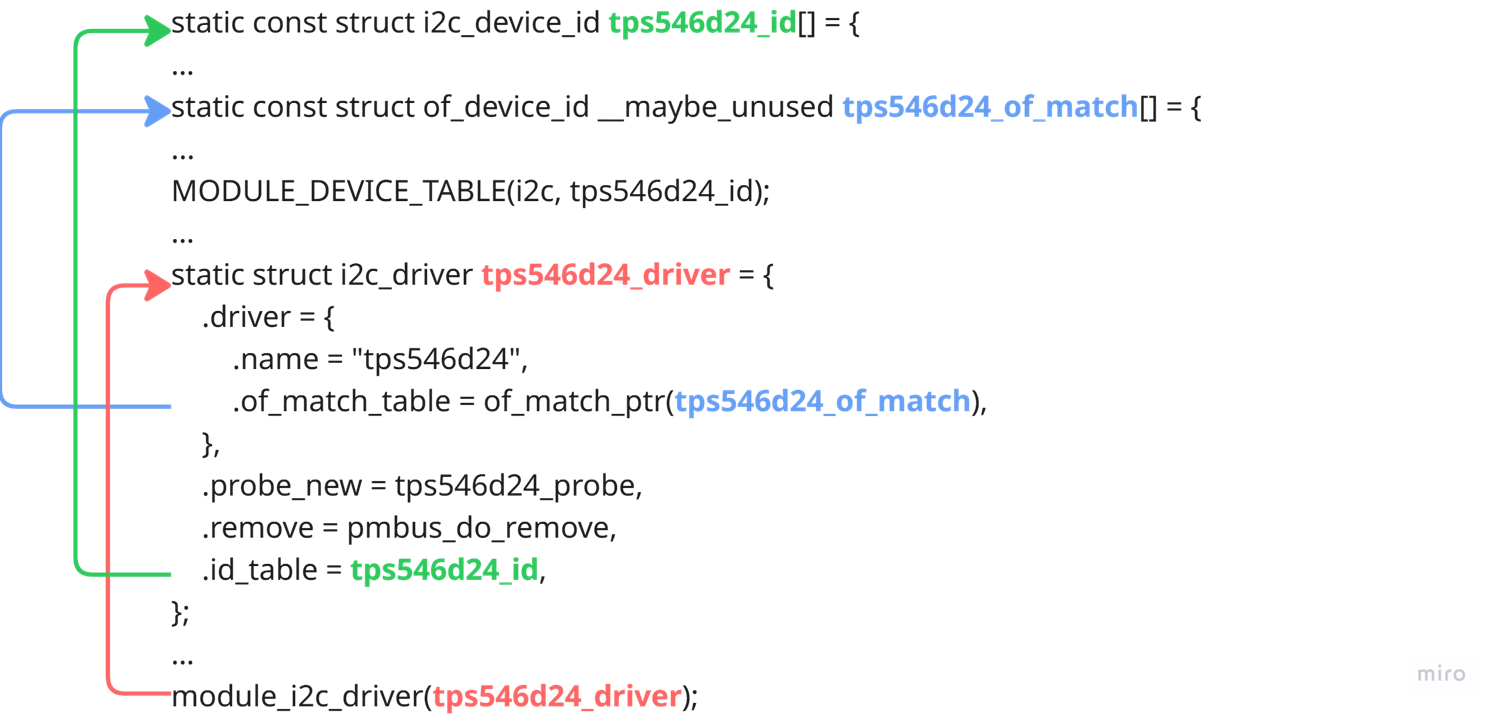 static const struct i2c_device_id tps546d24_id[] = {
...
static const struct of_device_id __maybe_unused tps546d24_of_match[] = {
...
MODULE_DEVICE_TABLE(i2c, tps546d24_id);
...
static struct i2c_driver tps546d24_driver = {
.driver = {
.name = "tps546d24",
.of_match_table = of_match_ptr(tps546d24_of_match),
},
.probe_new = tps546d24_probe,
.remove = pmbus_do_remove,
.id_table = tps546d24_id,
};
...
module_i2c_driver(tps546d24_driver);
miro